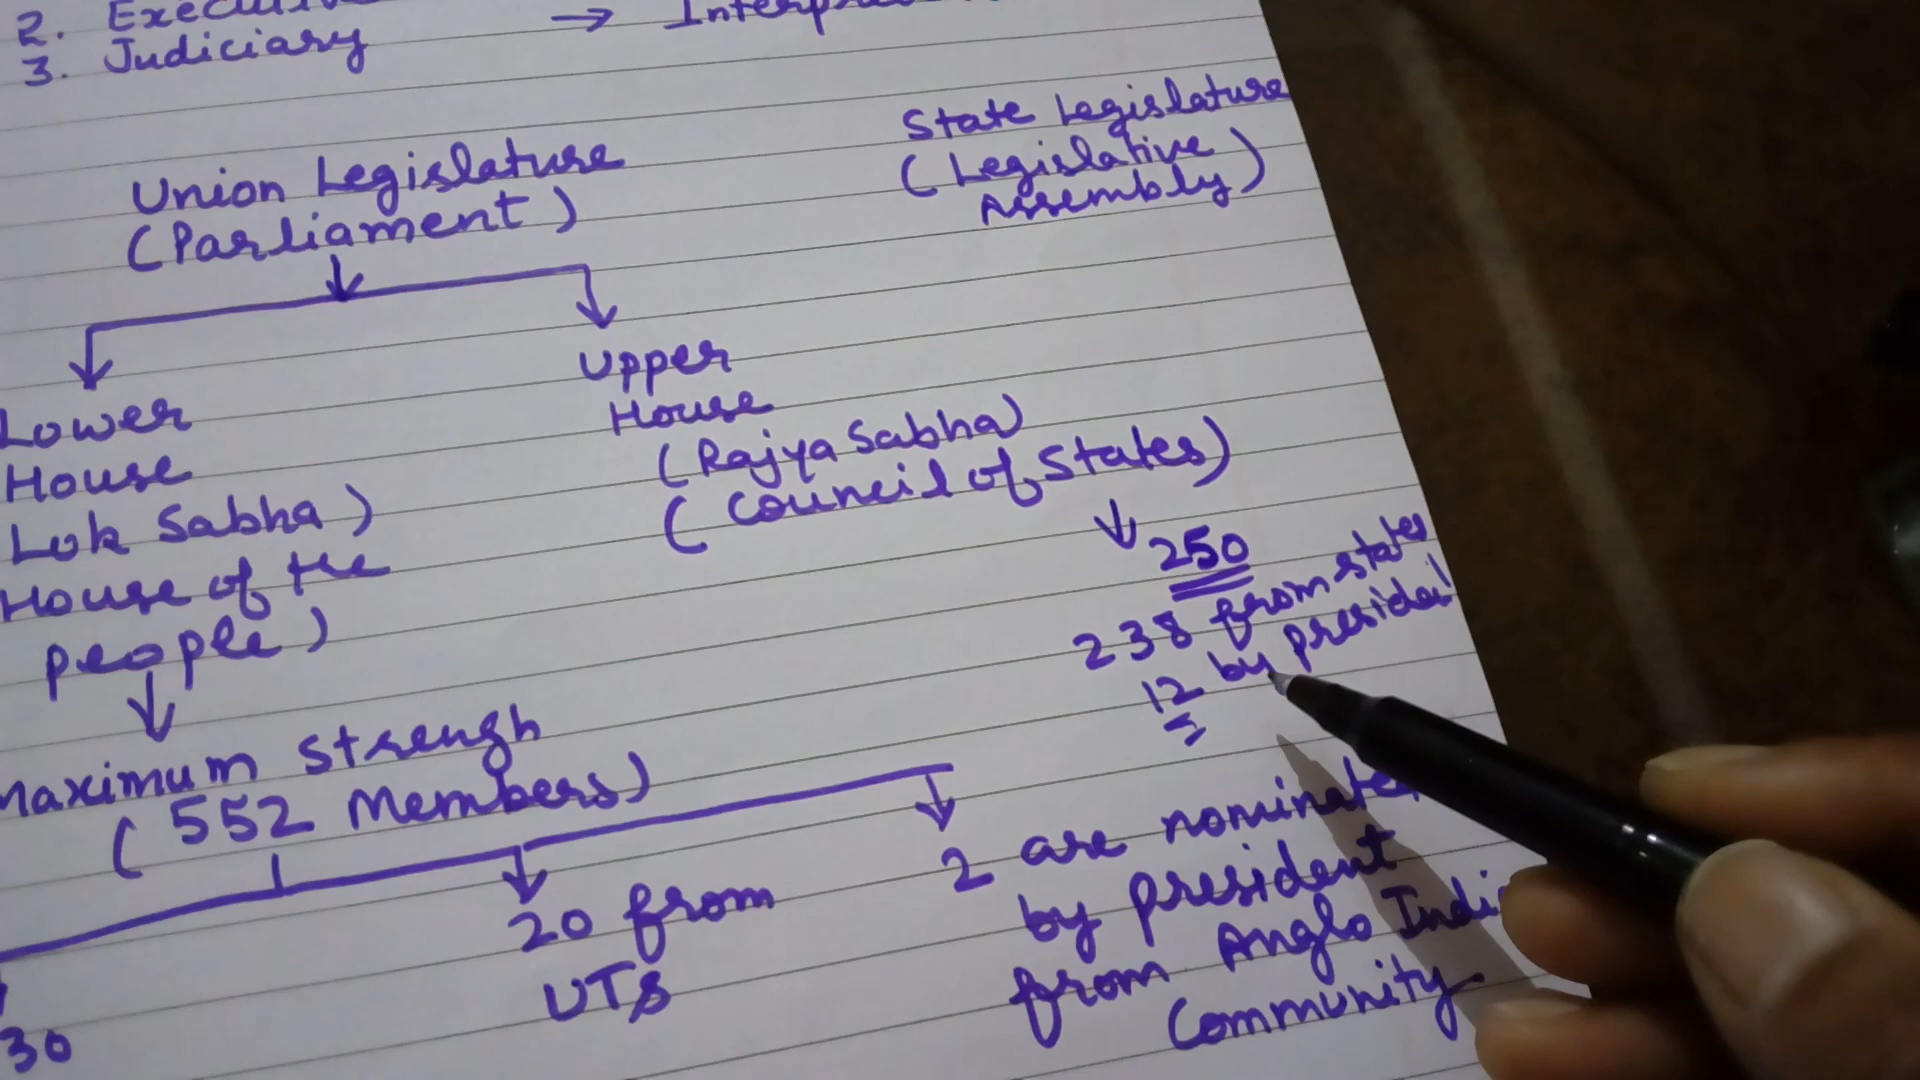 2.
3. Judiciary →
Union Legislature
(Parliament)
State Legislature
(Legislative
Assembly)
Lower
House
Lok Sabha)
House of the
people)
Upper
House
(Rajya Sabha)
(Council of States)
250
238 from states
12 by president
Maximum Strengh
(552 Members)
30
20 from
UTS
2 are nominated
by president
from Anglo Indi
Community